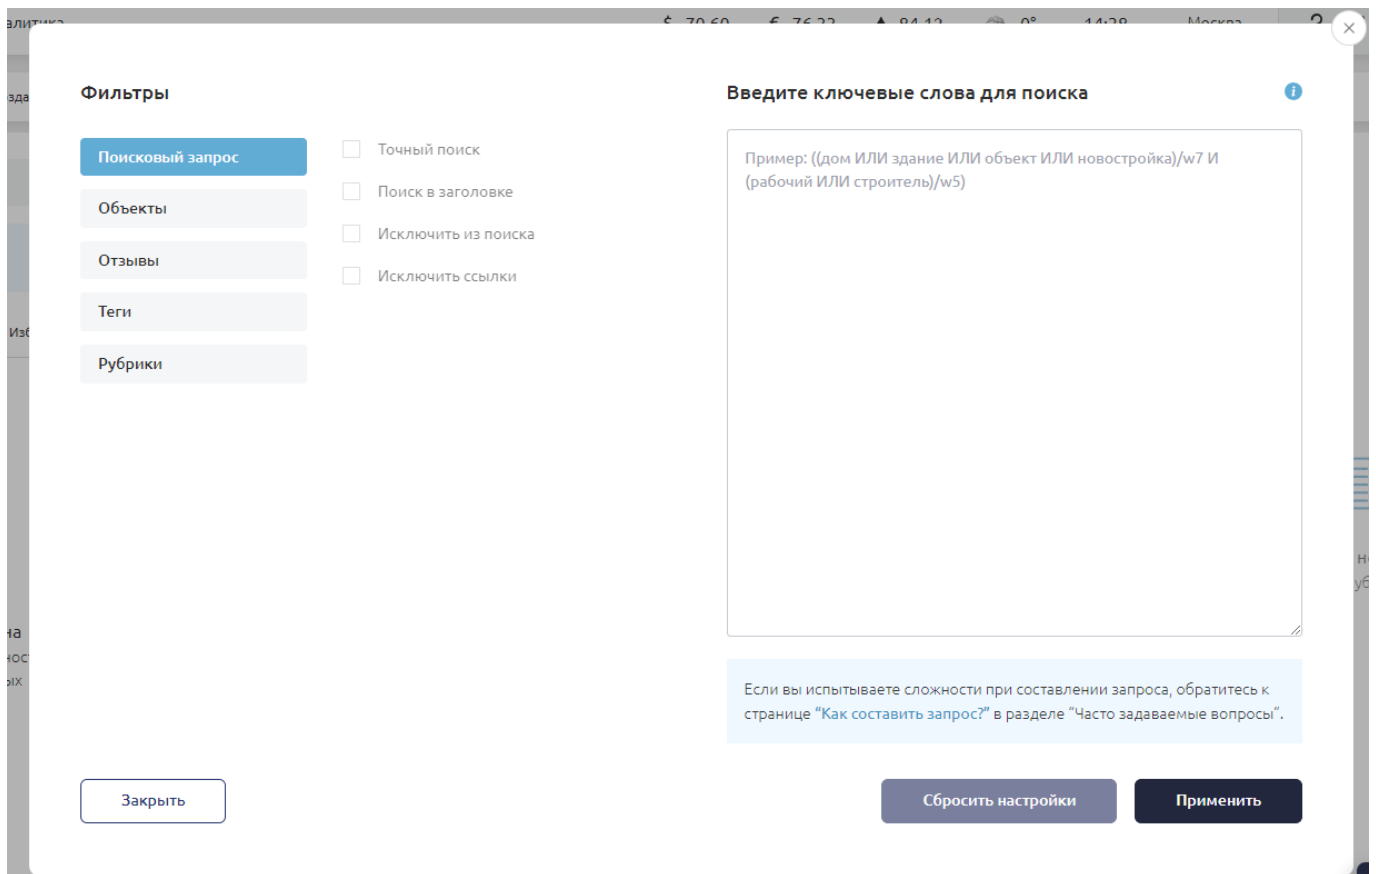 Фильтры
Поисковый запрос
Объекты
Отзывы
Теги
Рубрики
Точный поиск
Поиск в заголовке
Исключить из поиска
Исключить ссылки
Введите ключевые слова для поиска
Пример: ((дом ИЛИ здание ИЛИ объект ИЛИ новостройка)/w7 И
(рабочий ИЛИ строитель)/w5)
Если вы испытываете сложности при составлении запроса, обратитесь к
странице “Как составить запрос?” в разделе “Часто задаваемые вопросы”.
Закрыть
Сбросить настройки
Применить